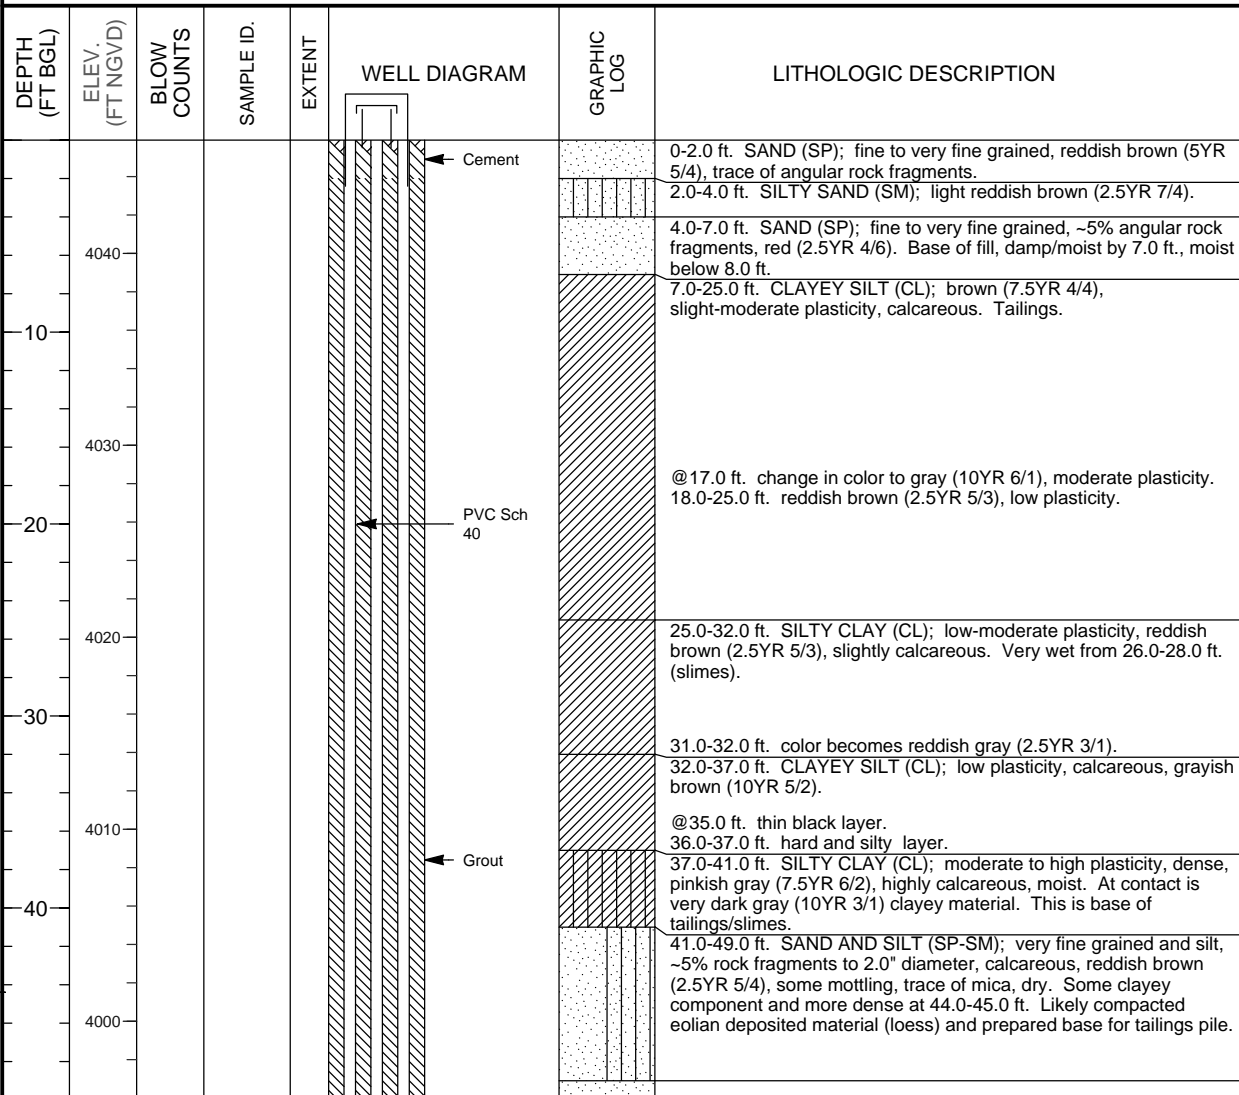 DEPTH
(FT BGL)
ELEV.
(FT NGVD)
BLOW
COUNTS
SAMPLE ID.
EXTENT
WELL DIAGRAM
GRAPHIC
LOG
LITHOLOGIC DESCRIPTION
Cement
0-2.0 ft. SAND (SP); fine to very fine grained, reddish brown (5YR
5/4), trace of angular rock fragments.
2.0-4.0 ft. SILTY SAND (SM); light reddish brown (2.5YR 7/4).
4.0-7.0 ft. SAND (SP); fine to very fine grained, ~5% angular rock
fragments, red (2.5YR 4/6). Base of fill, damp/moist by 7.0 ft., moist
below 8.0 ft.
4040
7.0-25.0 ft. CLAYEY SILT (CL); brown (7.5YR 4/4),
slight-moderate plasticity, calcareous. Tailings.
10
4030
@17.0 ft. change in color to gray (10YR 6/1), moderate plasticity.
18.0-25.0 ft. reddish brown (2.5YR 5/3), low plasticity.
20
PVC Sch
40
4020
25.0-32.0 ft. SILTY CLAY (CL); low-moderate plasticity, reddish
brown (2.5YR 5/3), slightly calcareous. Very wet from 26.0-28.0 ft.
(slimes).
30
31.0-32.0 ft. color becomes reddish gray (2.5YR 3/1).
32.0-37.0 ft. CLAYEY SILT (CL); low plasticity, calcareous, grayish
brown (10YR 5/2).
4010
@35.0 ft. thin black layer.
36.0-37.0 ft. hard and silty layer.
Grout
37.0-41.0 ft. SILTY CLAY (CL); moderate to high plasticity, dense,
pinkish gray (7.5YR 6/2), highly calcareous, moist. At contact is
very dark gray (10YR 3/1) clayey material. This is base of
tailings/slimes.
40
41.0-49.0 ft. SAND AND SILT (SP-SM); very fine grained and silt,
~5% rock fragments to 2.0" diameter, calcareous, reddish brown
(2.5YR 5/4), some mottling, trace of mica, dry. Some clayey
component and more dense at 44.0-45.0 ft. Likely compacted
eolian deposited material (loess) and prepared base for tailings pile.
4000